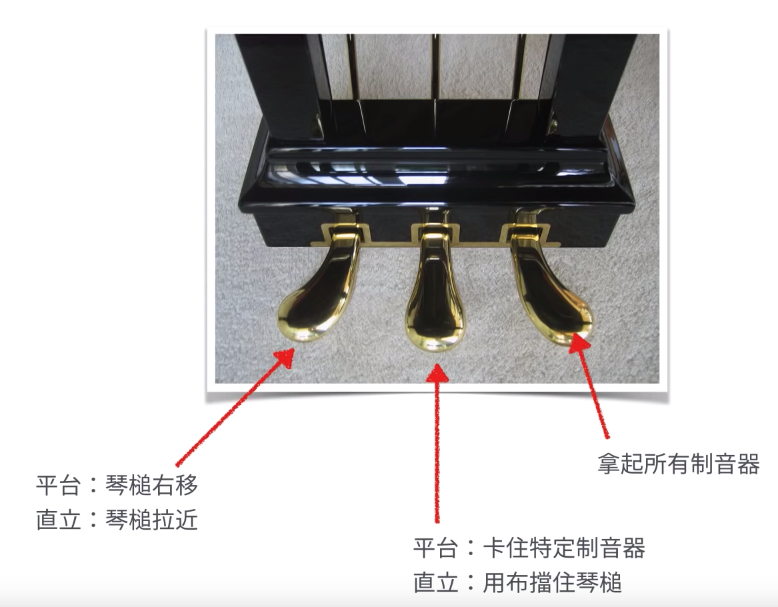 平台：琴槌右移
直立：琴槌拉近
拿起所有制音器
平台：卡住特定制音器
直立：用布擋住琴槌